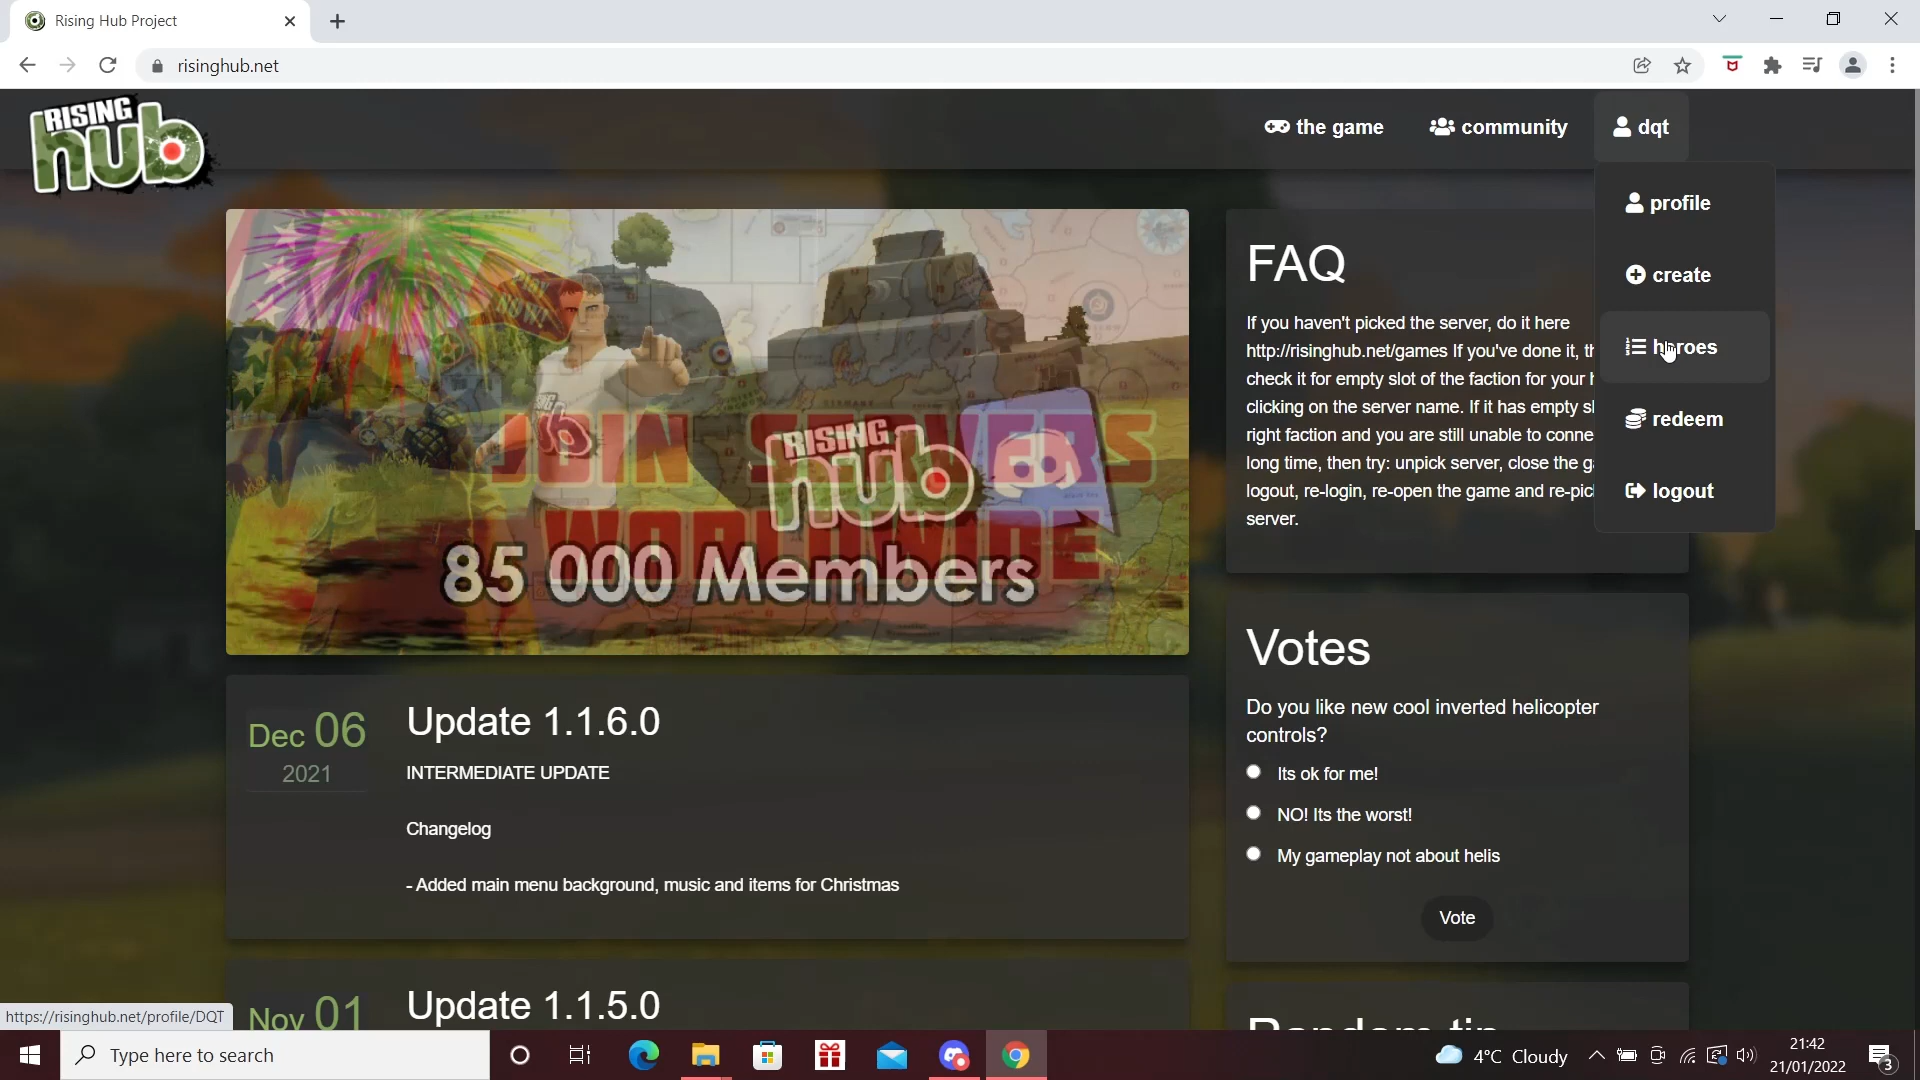 Rising Hub Project
risinghub.net
RISING
hub
the game
community
dqt
profile
create
heroes
redeem
logout
JOIN SERVERS
WORLDWIDE
RISING
hub
85 000 Members
FAQ
If you haven't picked the server, do it here
http://risinghub.net/games If you've done it, th
check it for empty slot of the faction for your h
clicking on the server name. If it has empty sl
right faction and you are still unable to conne
long time, then try: unpick server, close the ga
logout, re-login, re-open the game and re-pic
server.
Votes
Do you like new cool inverted helicopter
controls?
Its ok for me!
NO! Its the worst!
My gameplay not about helis
Vote
Dec 06
2021
Update 1.1.6.0
INTERMEDIATE UPDATE
Changelog
- Added main menu background, music and items for Christmas
Nov 01
Update 1.1.5.0
Random tip
https://risinghub.net/profile/DQT
Type here to search
4°C Cloudy
21:42
21/01/2022
3